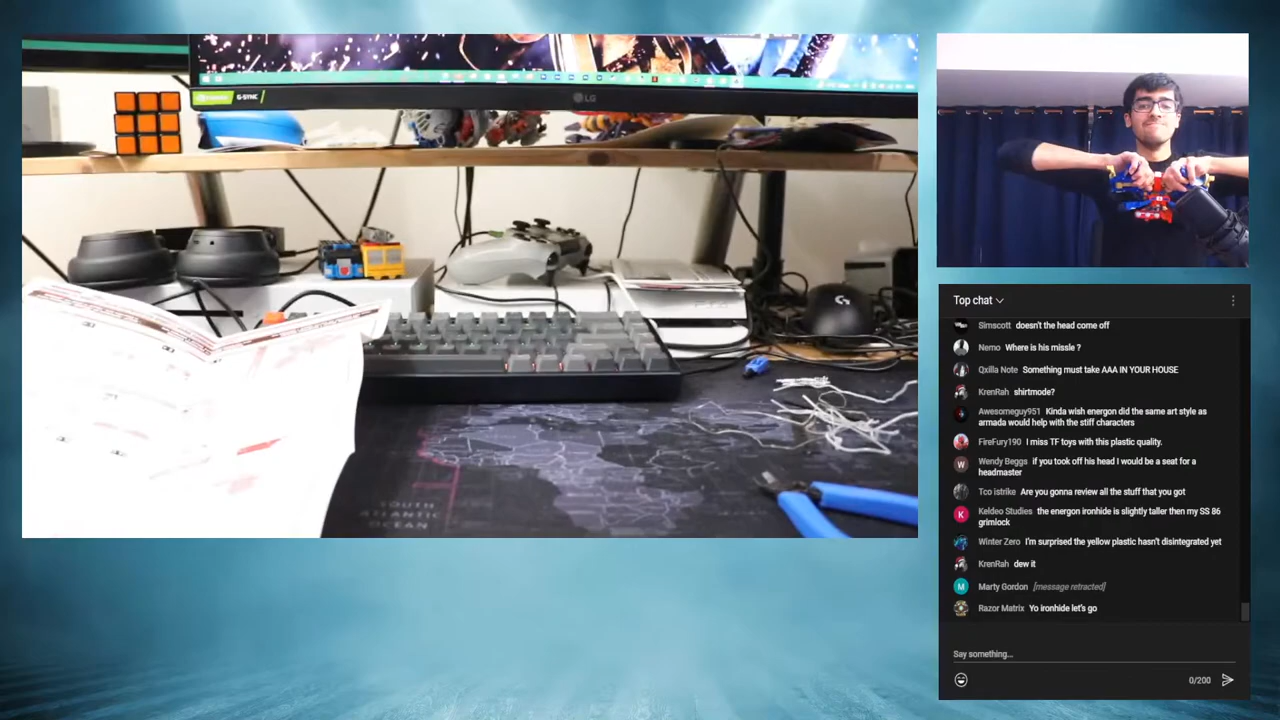 G-SYNC
LG
G
SOUTH
ATLANTIC
OCEAN
Top chat
Simscott doesn't the head come off
Nemo Where is his missle ?
Qxilla Note Something must take AAA IN YOUR HOUSE
KrenRah shirtmode?
Awesomeguy951 Kinda wish energon did the same art style as
armada would help with the stiff characters
FireFury190 I miss TF toys with this plastic quality.
W Wendy Beggs if you took off his head I would be a seat for a
headmaster
Tco istrike Are you gonna review all the stuff that you got
K Keldeo Studies the energon ironhide is slightly taller then my SS 86
grimlock
Winter Zero I'm surprised the yellow plastic hasn't disintegrated yet
KrenRah dew it
M Marty Gordon [message retracted]
Razor Matrix Yo ironhide let's go
Say something...
0/200